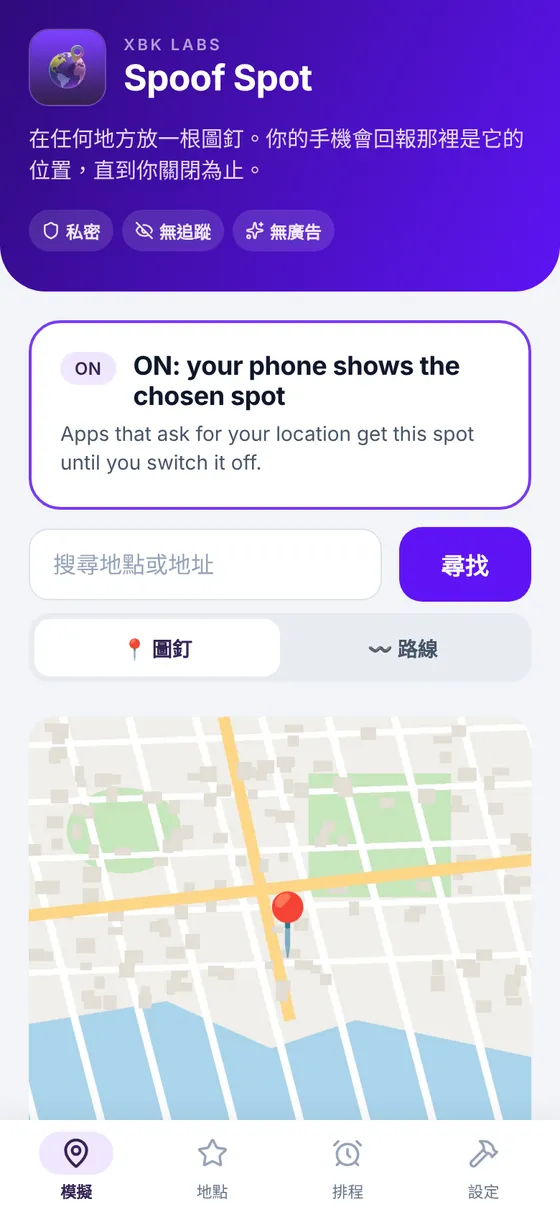 XBK LABS
Spoof Spot
在任何地方放一根圖釘。你的手機會回報那裡是它的
位置，直到你關閉為止。
私密
無追蹤
無廣告
ON
ON: your phone shows the
chosen spot
Apps that ask for your location get this spot
until you switch it off.
搜尋地點或地址
尋找
圖釘
路線
模擬
地點
排程
設定